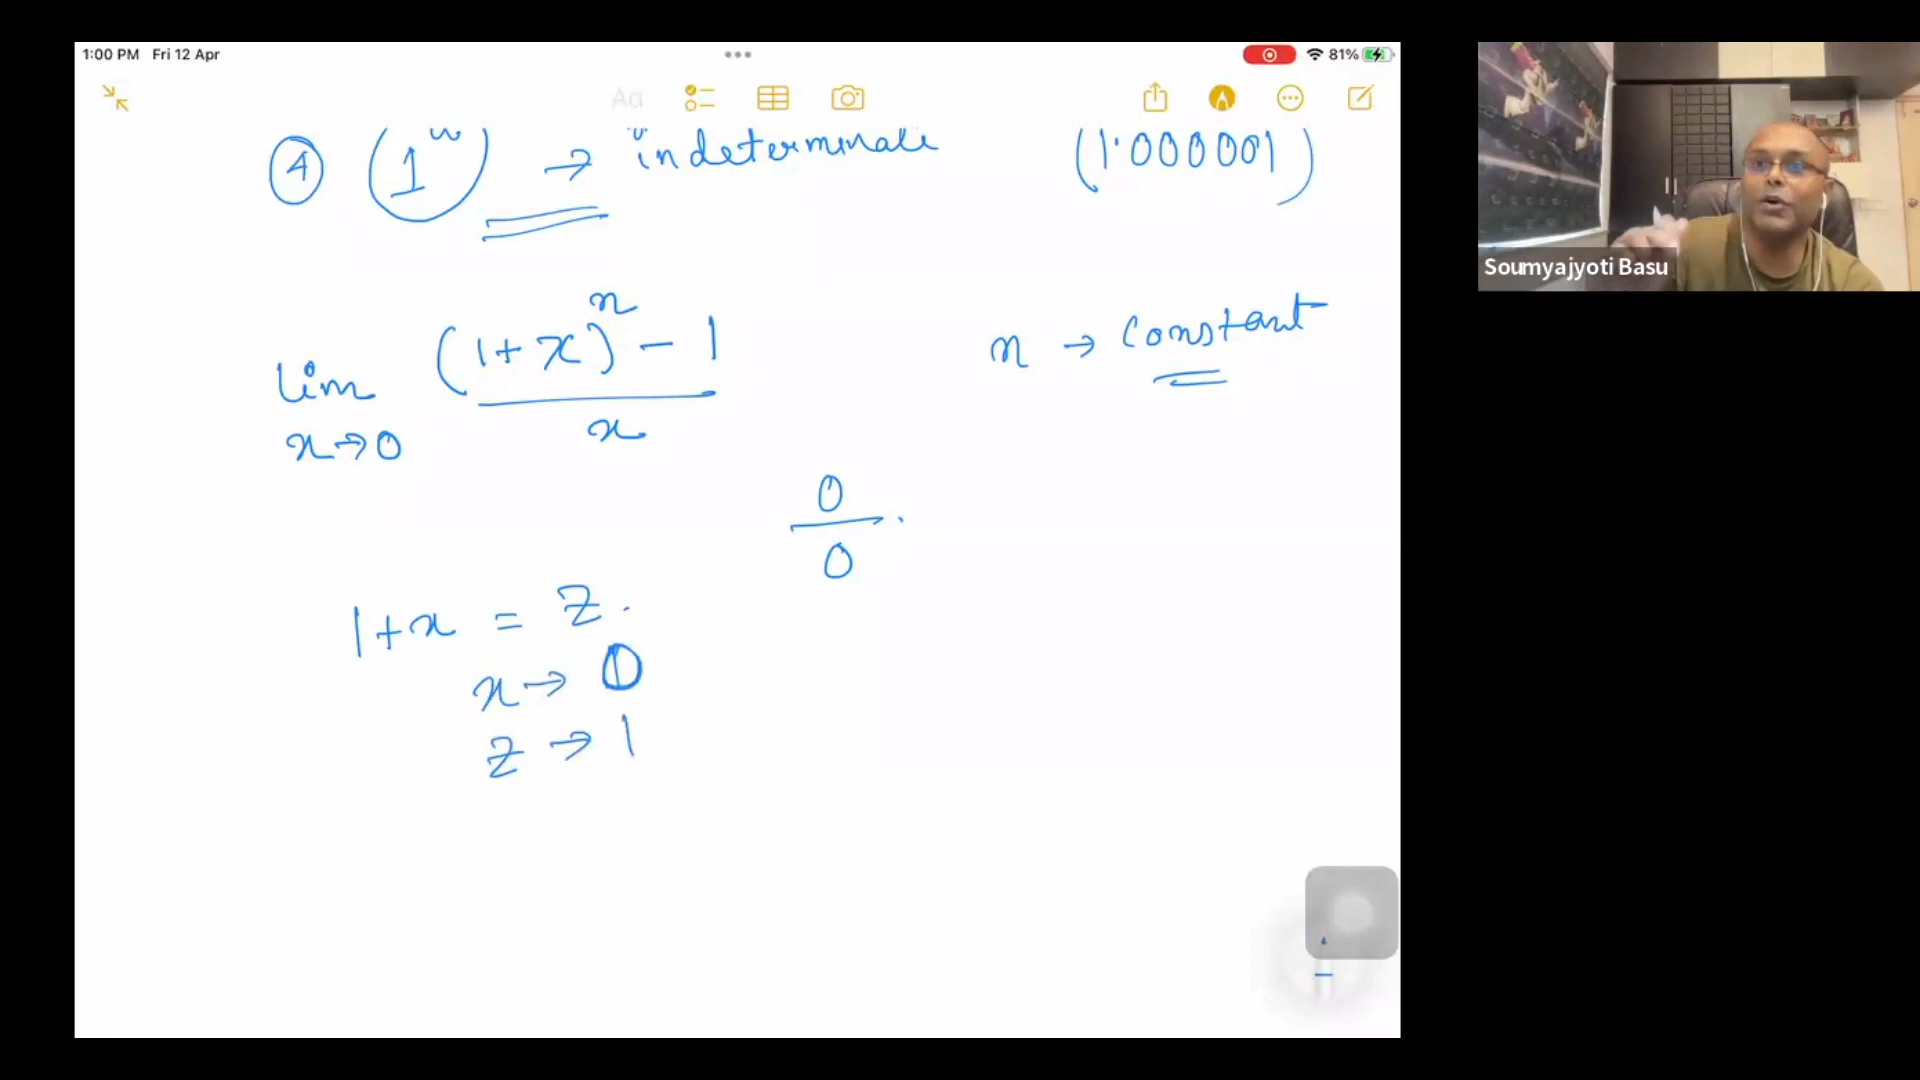 1:00 PM Fri 12 Apr
81%
Aa
④ (1^∞) → indeterminate (1.000001)
lim x→0 ((1+x)^n - 1)/x
n → constant
0/0.
1+x = z.
x → 0
z → 1
Soumyajyoti Basu